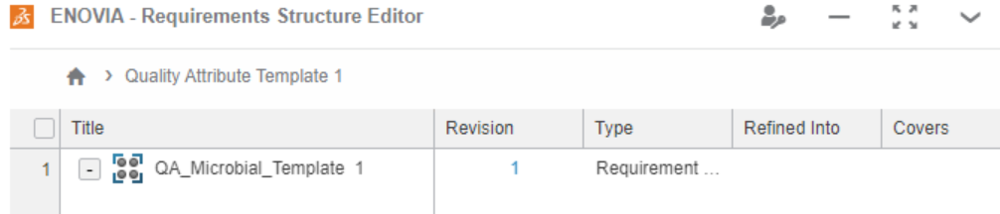 ENOVIA - Requirements Structure Editor
Quality Attribute Template 1
Title Revision Type Refined Into Covers
1 - QA_Microbial_Template 1 1 Requirement ...